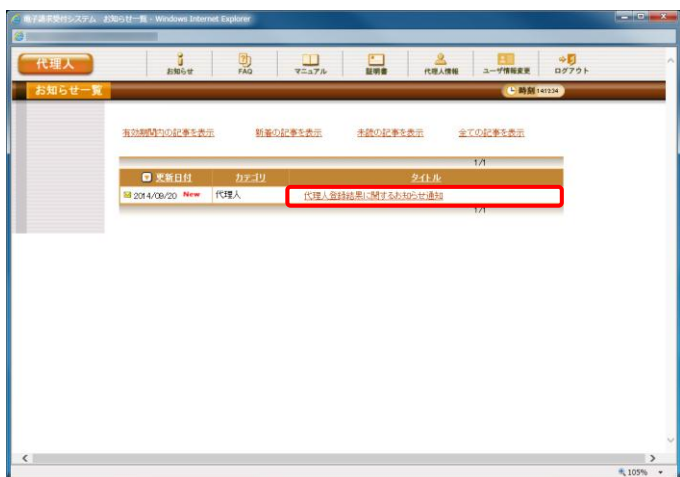 電子請求受付システム お知らせ一覧 - Windows Internet Explorer
代理人
お知らせ FAQ マニュアル 証明書 代理人情報 ユーザ情報変更 ログアウト
お知らせ一覧 時刻 14:13:34
有効期間内の記事を表示 新着の記事を表示 未読の記事を表示 全ての記事を表示
1/1
更新日付 カテゴリ タイトル
2014/09/20 New 代理人 代理人登録結果に関するお知らせ通知
1/1
105%